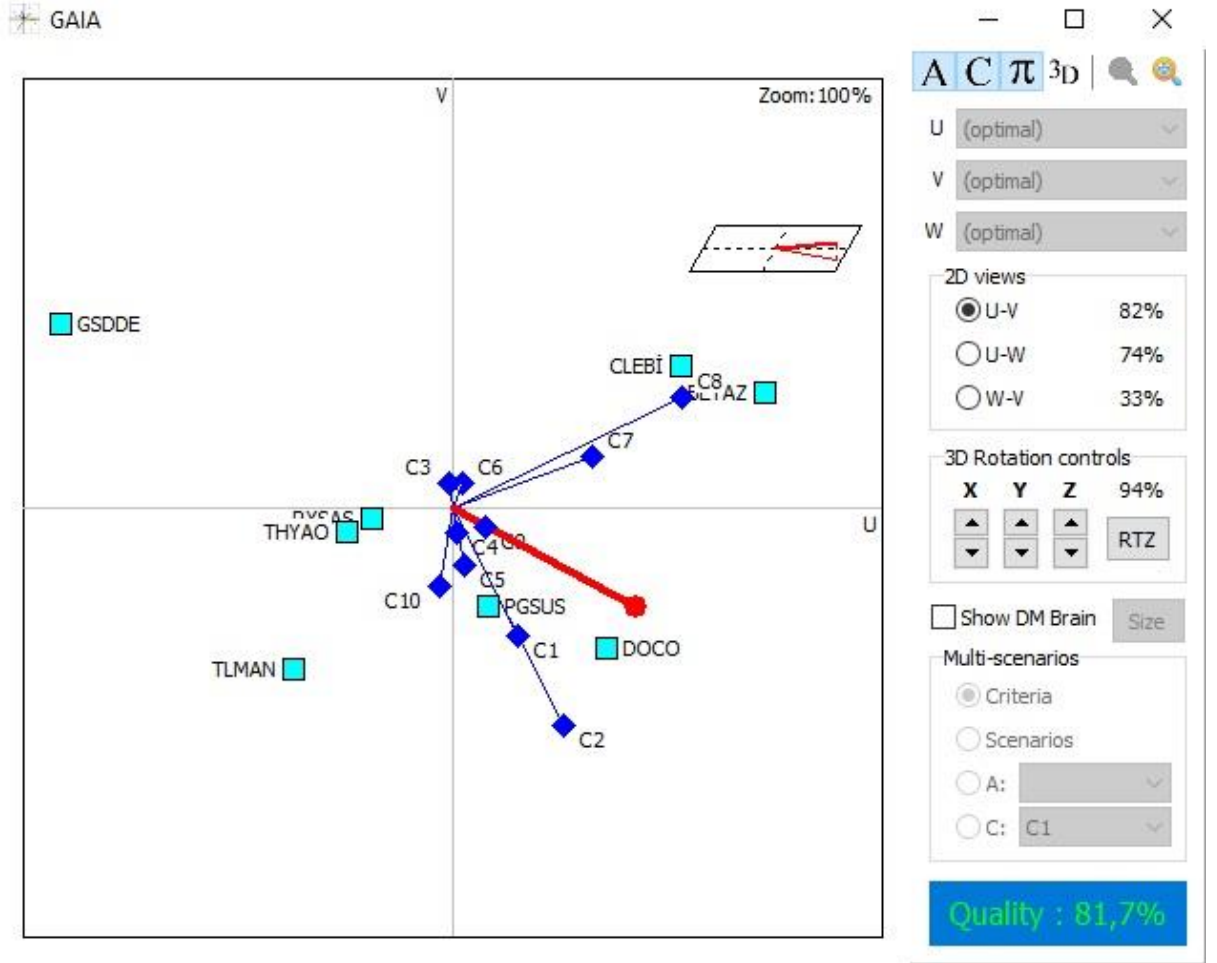 GAIA
V
Zoom: 100%
GSDDE
CLEBİ
C8
C7
C3
C6
THYAO
U
C4
C5
C10
PGSUS
C1
DOCO
TLMAN
C2
A C π 3D
U (optimal)
V (optimal)
W (optimal)
2D views
U-V 82%
U-W 74%
W-V 33%
3D Rotation controls
X Y Z 94%
RTZ
Show DM Brain Size
Multi-scenarios
Criteria
Scenarios
A:
C: C1
Quality : 81,7%